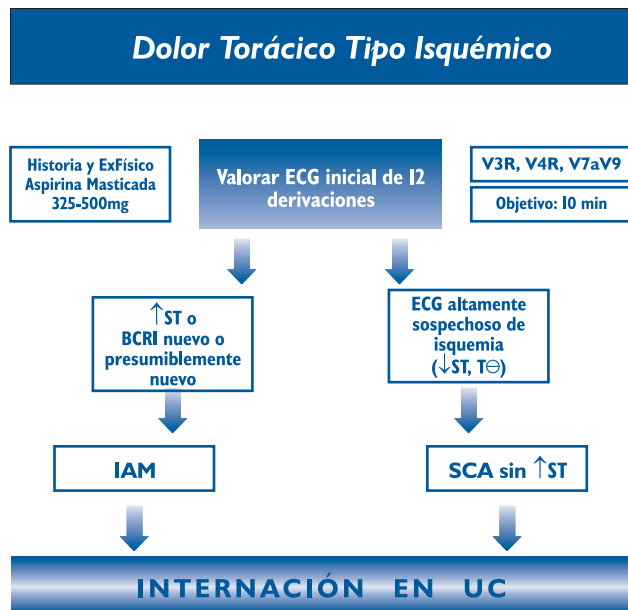 Dolor Torácico Tipo Isquémico
Historia y ExFísico
Aspirina Masticada
325-500mg
Valorar ECG inicial de 12
derivaciones
V3R, V4R, V7aV9
Objetivo: 10 min
↑ST o
BCRI nuevo o
presumiblemente
nuevo
ECG altamente
sospechoso de
isquemia
(↓ST, T⊖)
IAM
SCA sin ↑ST
INTERNACIÓN EN UC